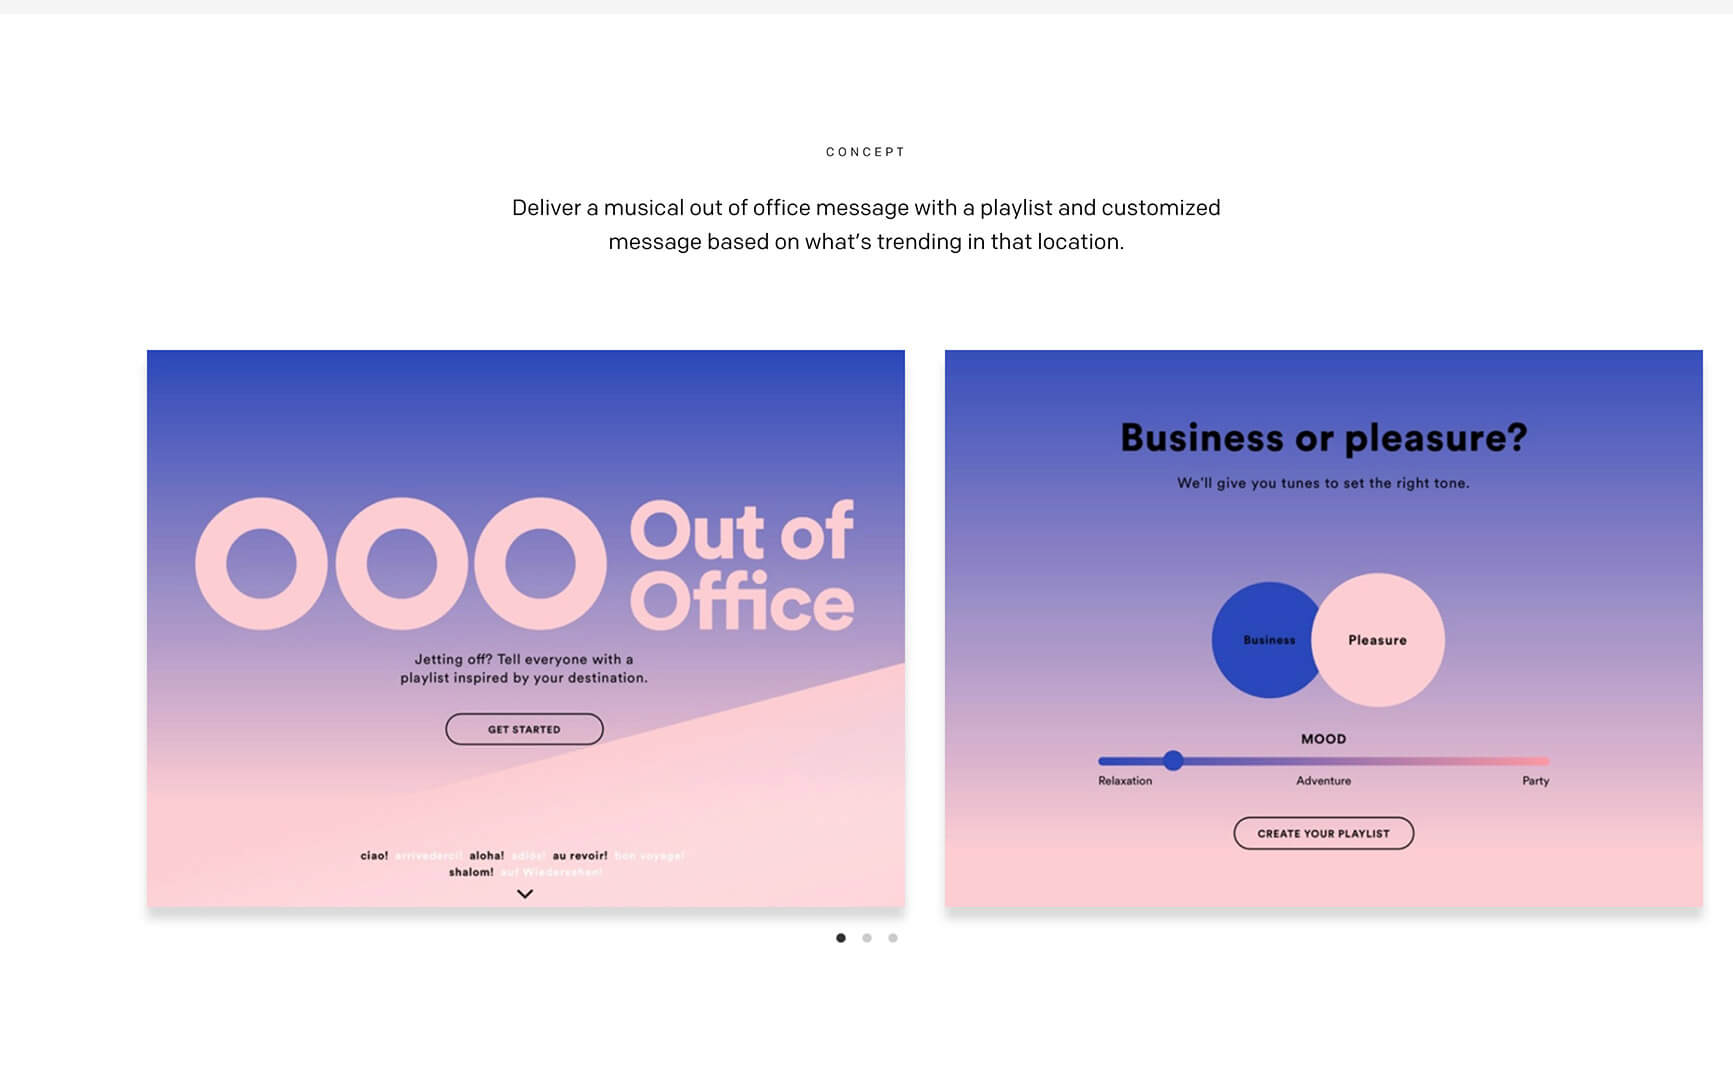 CONCEPT
Deliver a musical out of office message with a playlist and customized
message based on what's trending in that location.
OOO Out of
Office
Jetting off? Tell everyone with a
playlist inspired by your destination.
GET STARTED
ciao! arrivederci! aloha! adiós! au revoir! bon voyage!
shalom! auf Wiedersehen!
Business or pleasure?
We'll give you tunes to set the right tone.
Business
Pleasure
MOOD
Relaxation
Adventure
Party
CREATE YOUR PLAYLIST